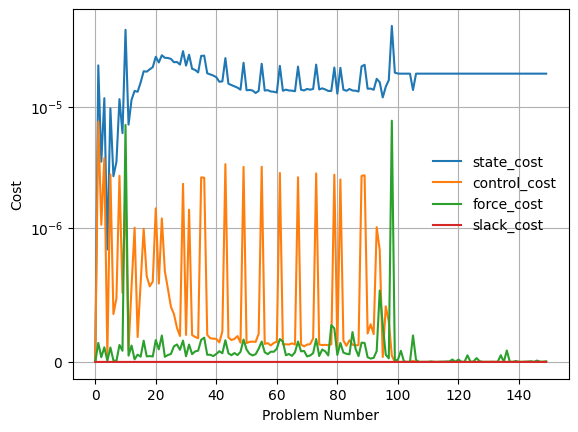 Cost
10⁻⁵
10⁻⁶
0
state_cost
control_cost
force_cost
slack_cost
0 20 40 60 80 100 120 140
Problem Number